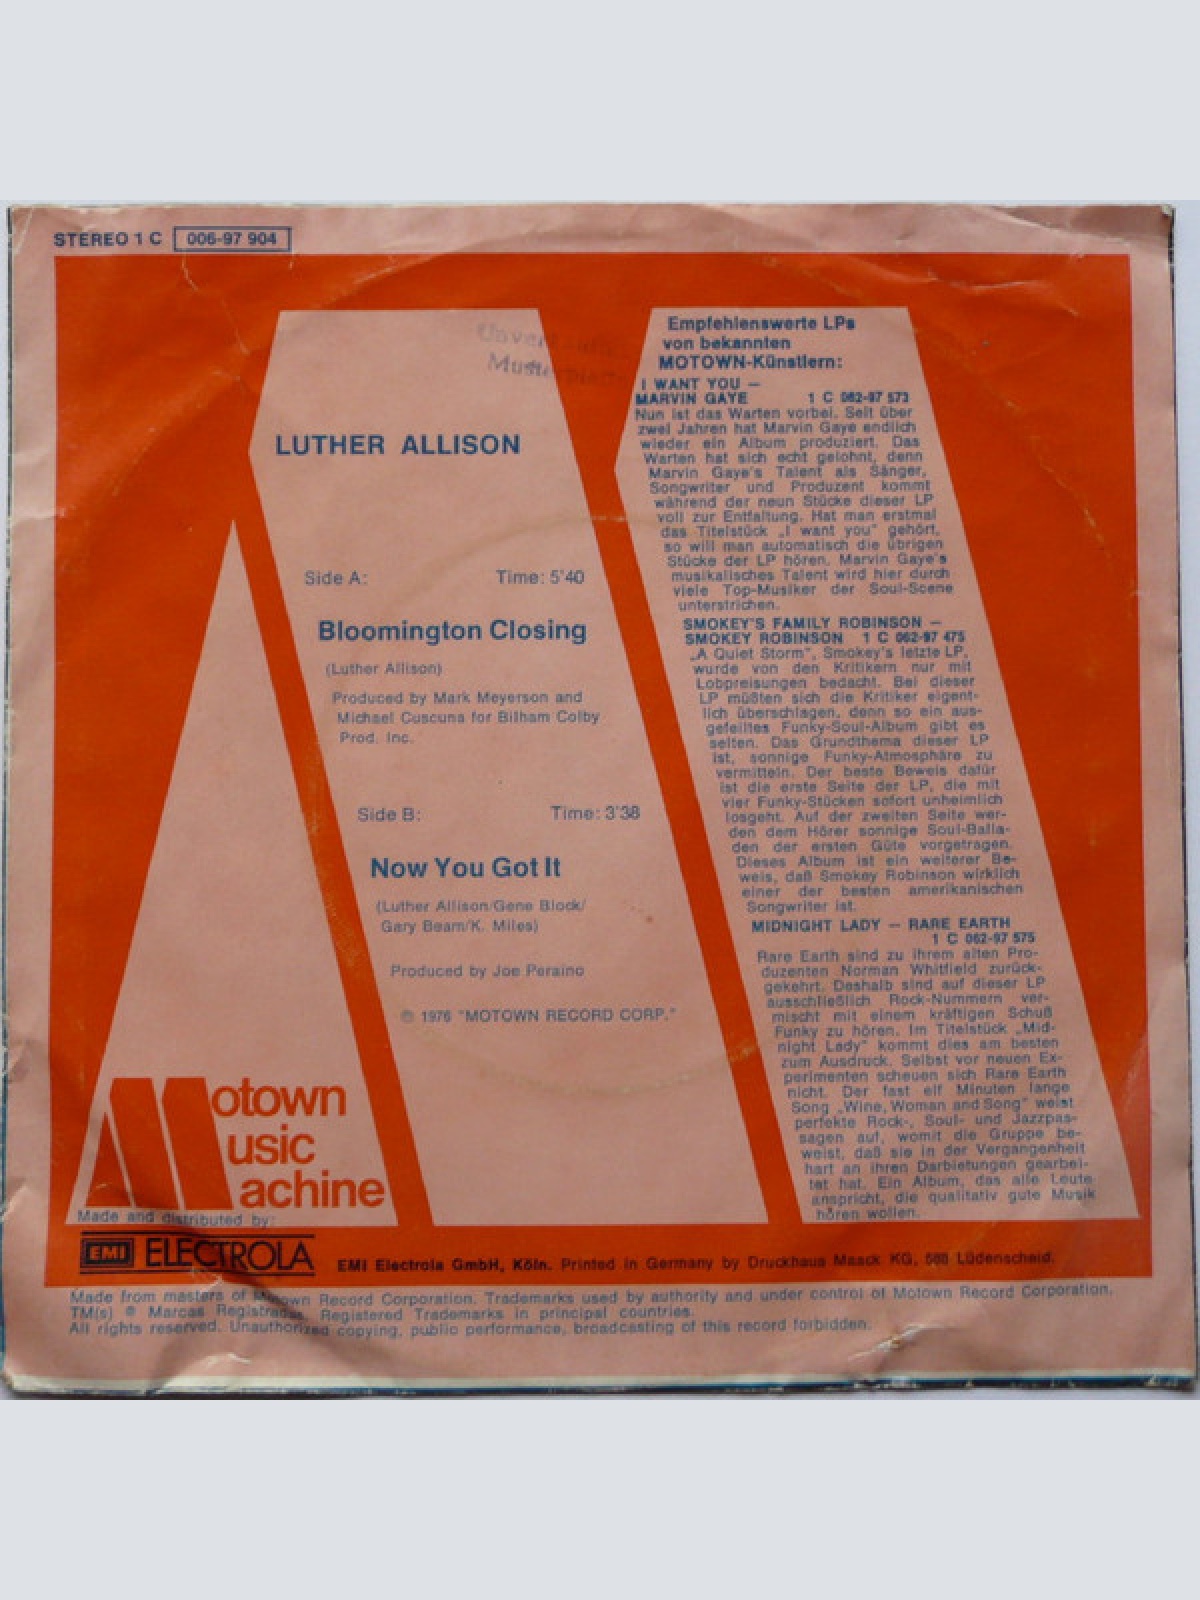 STEREO 1 C 006-97 904
LUTHER ALLISON
Side A: Time: 5'40
Bloomington Closing
(Luther Allison)
Produced by Mark Meyerson and
Michael Cuscuna for Bilham Colby
Prod. Inc.
Side B: Time: 3'38
Now You Got It
(Luther Allison/Gene Block/
Gary Beam/K. Miles)
Produced by Joe Peraino
℗ 1976 "MOTOWN RECORD CORP."
Empfehlenswerte LPs
von bekannten
MOTOWN-Künstlern:
I WANT YOU —
MARVIN GAYE 1 C 062-97 573
Nun ist das Warten vorbei. Seit über
zwei Jahren hat Marvin Gaye endlich
wieder ein Album produziert. Das
Warten hat sich echt gelohnt, denn
Marvin Gaye's Talent als Sänger,
Songwriter und Produzent kommt
während der neun Stücke dieser LP
voll zur Entfaltung. Hat man erstmal
das Titelstück „I want you" gehört,
so will man automatisch die übrigen
Stücke der LP hören. Marvin Gaye's
musikalisches Talent wird hier durch
viele Top-Musiker der Soul-Scene
unterstrichen.
SMOKEY'S FAMILY ROBINSON —
SMOKEY ROBINSON 1 C 062-97 475
„A Quiet Storm", Smokey's letzte LP,
wurde von den Kritikern nur mit
Lobpreisungen bedacht. Bei dieser
LP müßten sich die Kritiker eigent-
lich überschlagen, denn so ein aus-
gefeiltes Funky-Soul-Album gibt es
selten. Das Grundthema dieser LP
ist, sonnige Funky-Atmosphäre zu
vermitteln. Der beste Beweis dafür
ist die erste Seite der LP, die mit
vier Funky-Stücken sofort unheimlich
losgeht. Auf der zweiten Seite wer-
den dem Hörer sonnige Soul-Balla-
den der ersten Güte vorgetragen.
Dieses Album ist ein weiterer Be-
weis, daß Smokey Robinson wirklich
einer der besten amerikanischen
Songwriter ist.
MIDNIGHT LADY — RARE EARTH
1 C 062-97 575
Rare Earth sind zu ihrem alten Pro-
duzenten Norman Whitfield zurück-
gekehrt. Deshalb sind auf dieser LP
ausschließlich Rock-Nummern ver-
mischt mit einem kräftigen Schuß
Funky zu hören. Im Titelstück „Mid-
night Lady" kommt dies am besten
zum Ausdruck. Selbst vor neuen Ex-
perimenten scheuen sich Rare Earth
nicht. Der fast elf Minuten lange
Song „Wine, Woman and Song" weist
perfekte Rock-, Soul- und Jazzpas-
sagen auf, womit die Gruppe be-
weist, daß sie in der Vergangenheit
hart an ihren Darbietungen gearbei-
tet hat. Ein Album, das alle Leute
anspricht, die qualitativ gute Musik
hören wollen.
Motown
Music
Machine
Made and distributed by:
EMI ELECTROLA
EMI Electrola GmbH, Köln. Printed in Germany by Druckhaus Maack KG, 588 Lüdenscheid.
Made from masters of Motown Record Corporation. Trademarks used by authority and under control of Motown Record Corporation.
TM(s) ® Marcas Registradas Registered Trademarks in principal countries.
All rights reserved. Unauthorized copying, public performance, broadcasting of this record forbidden.